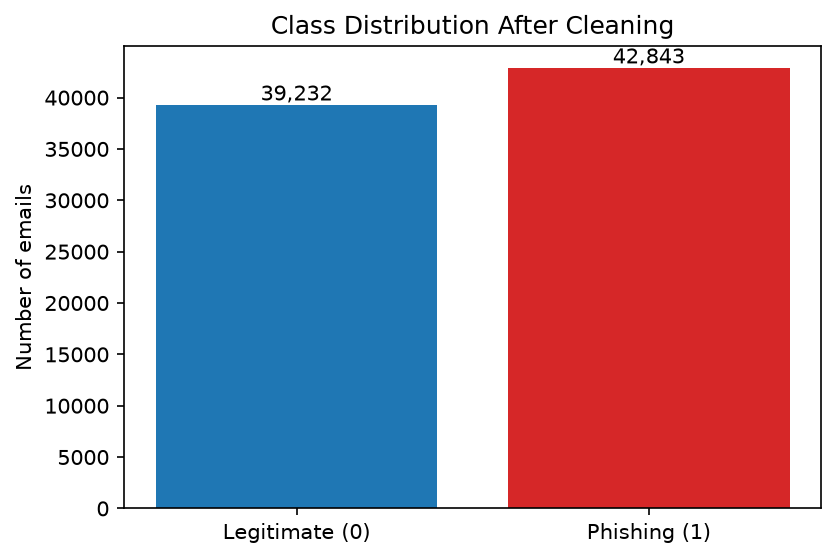 Class Distribution After Cleaning
Number of emails
40000
35000
30000
25000
20000
15000
10000
5000
0
39,232
42,843
Legitimate (0)
Phishing (1)